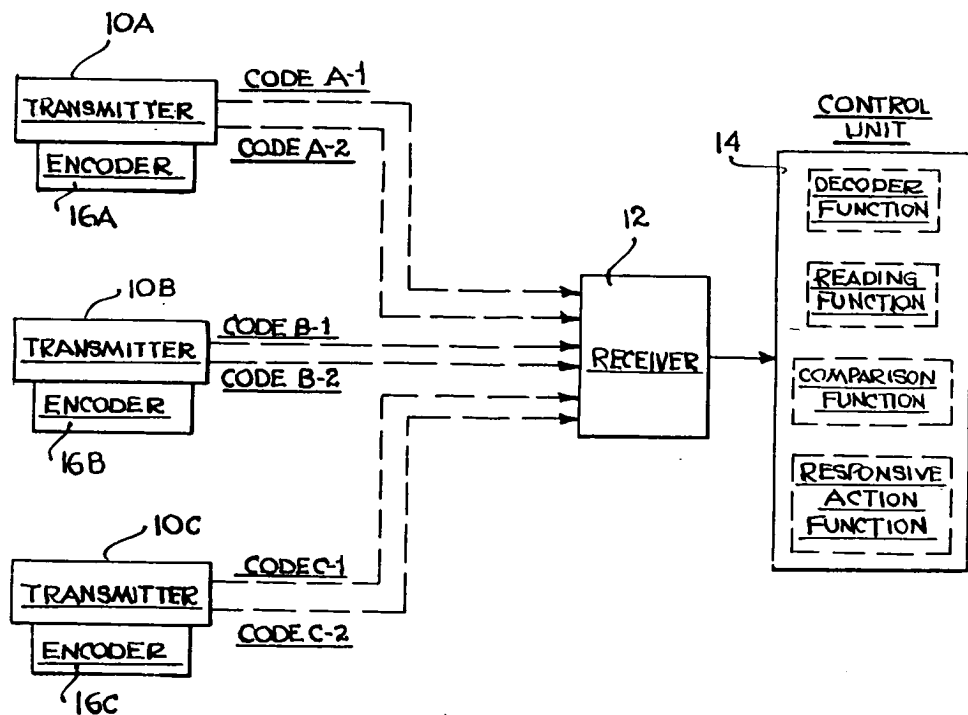 10A
TRANSMITTER
ENCODER
16A
CODE A-1
CODE A-2
10B
TRANSMITTER
ENCODER
16B
CODE B-1
CODE B-2
10C
TRANSMITTER
ENCODER
16C
CODE C-1
CODE C-2
12
RECEIVER
CONTROL
UNIT
14
DECODER
FUNCTION
READING
FUNCTION
COMPARISON
FUNCTION
RESPONSIVE
ACTION
FUNCTION